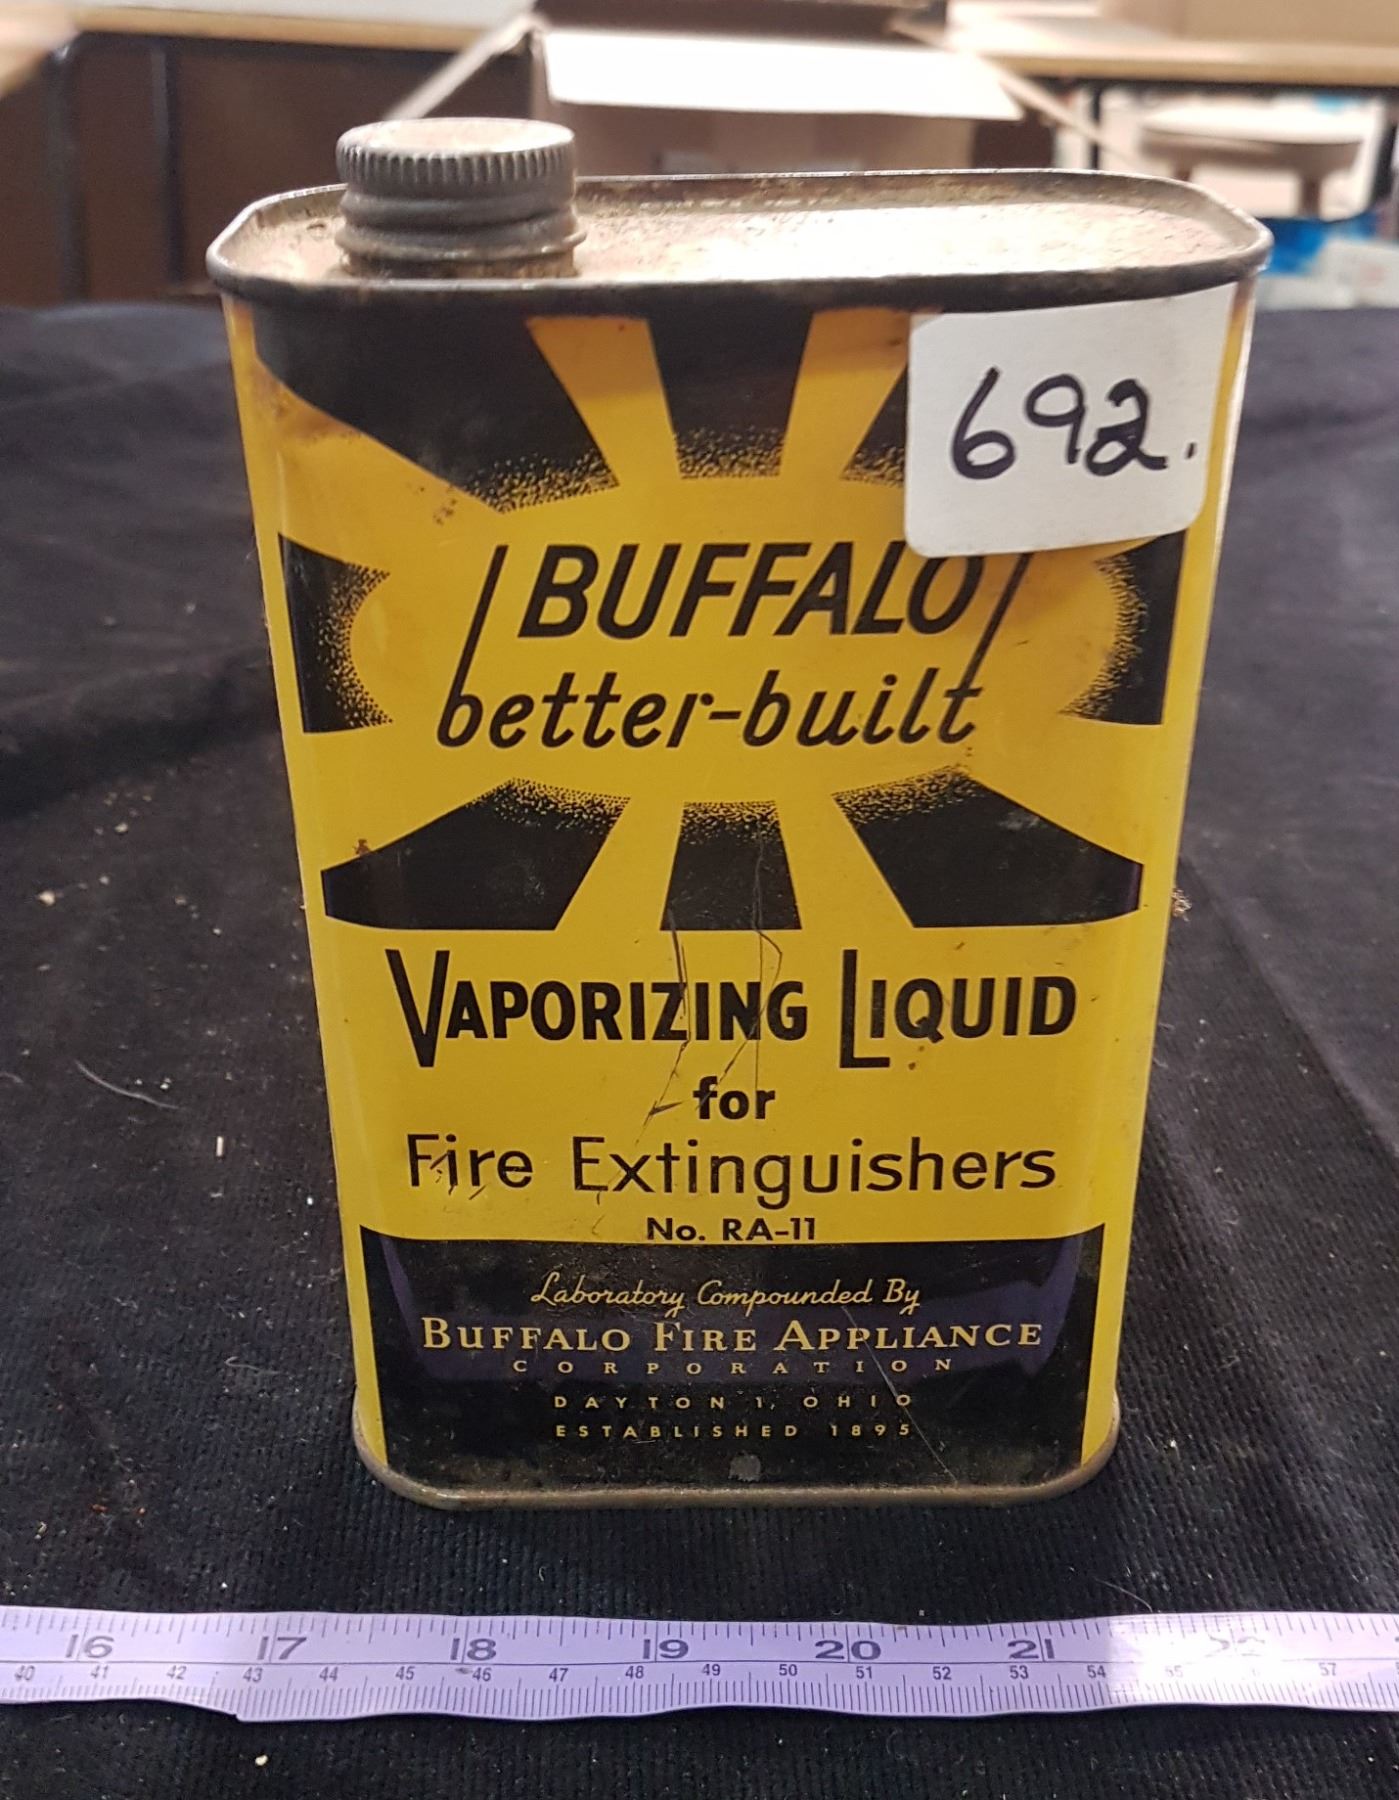 692.
BUFFALO
better-built
VAPORIZING LIQUID
for
Fire Extinguishers
No. RA-11
Laboratory Compounded By
BUFFALO FIRE APPLIANCE
CORPORATION
DAYTON 1, OHIO
ESTABLISHED 1895
16 17 18 19 20 21
40 41 42 43 44 45 46 47 48 49 50 51 52 53 54 55 57